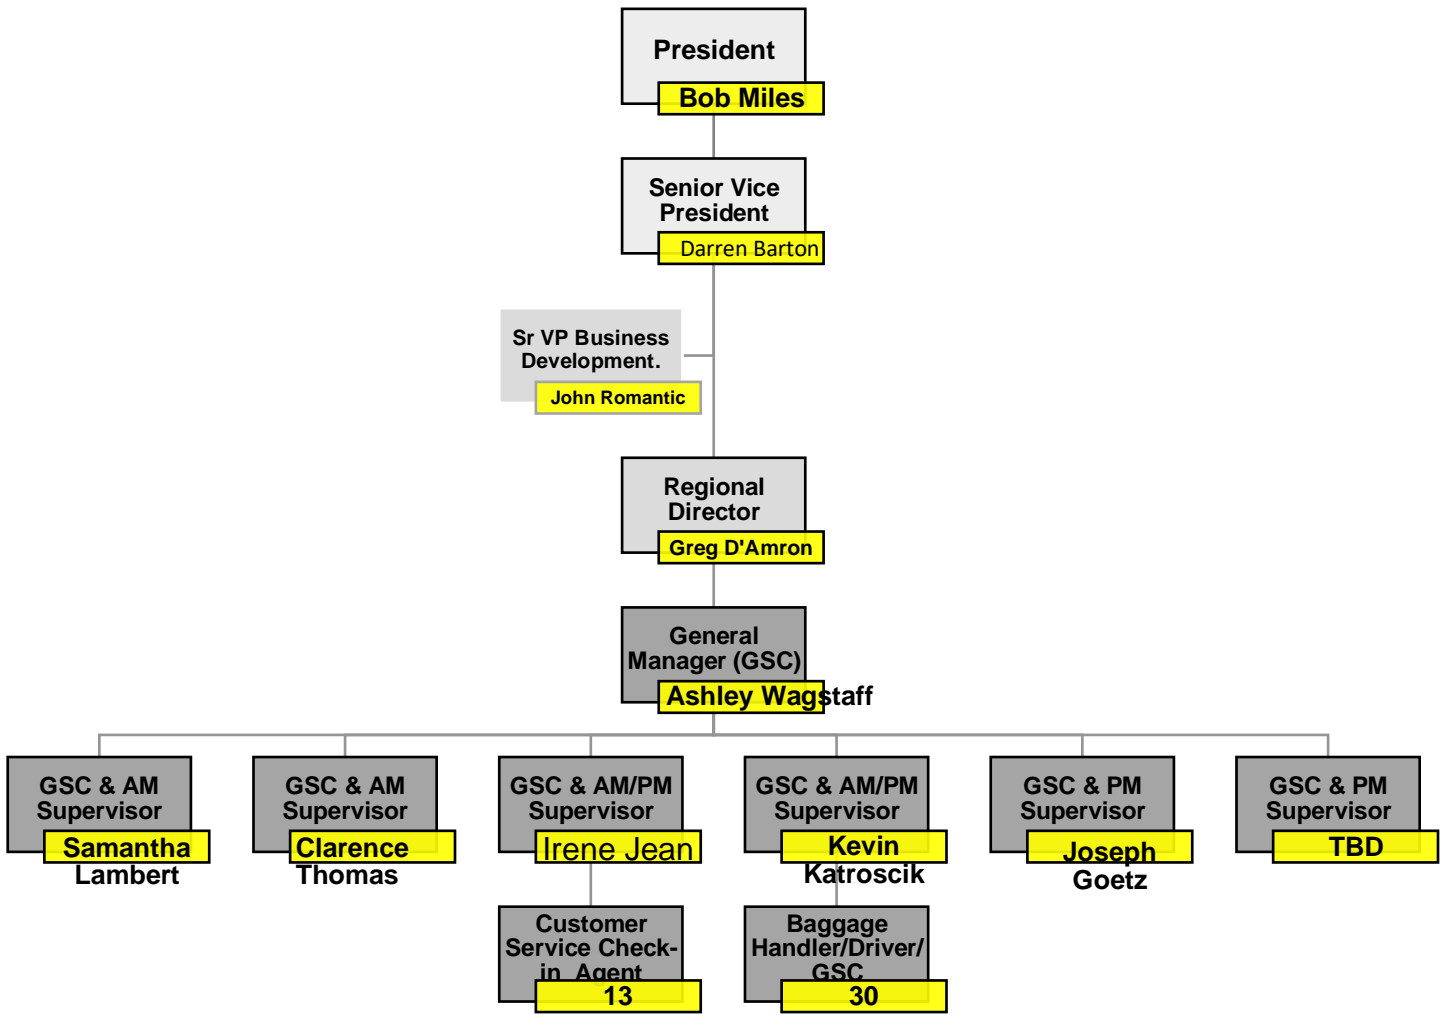 President
Bob Miles
Senior Vice
President
Darren Barton
Sr VP Business
Development.
John Romantic
Regional
Director
Greg D'Amron
General
Manager (GSC)
Ashley Wagstaff
GSC & AM
Supervisor
Samantha
Lambert
GSC & AM
Supervisor
Clarence
Thomas
GSC & AM/PM
Supervisor
Irene Jean
GSC & AM/PM
Supervisor
Kevin
Katroscik
GSC & PM
Supervisor
Joseph
Goetz
GSC & PM
Supervisor
TBD
Customer
Service Check-
in Agent
13
Baggage
Handler/Driver/
GSC
30